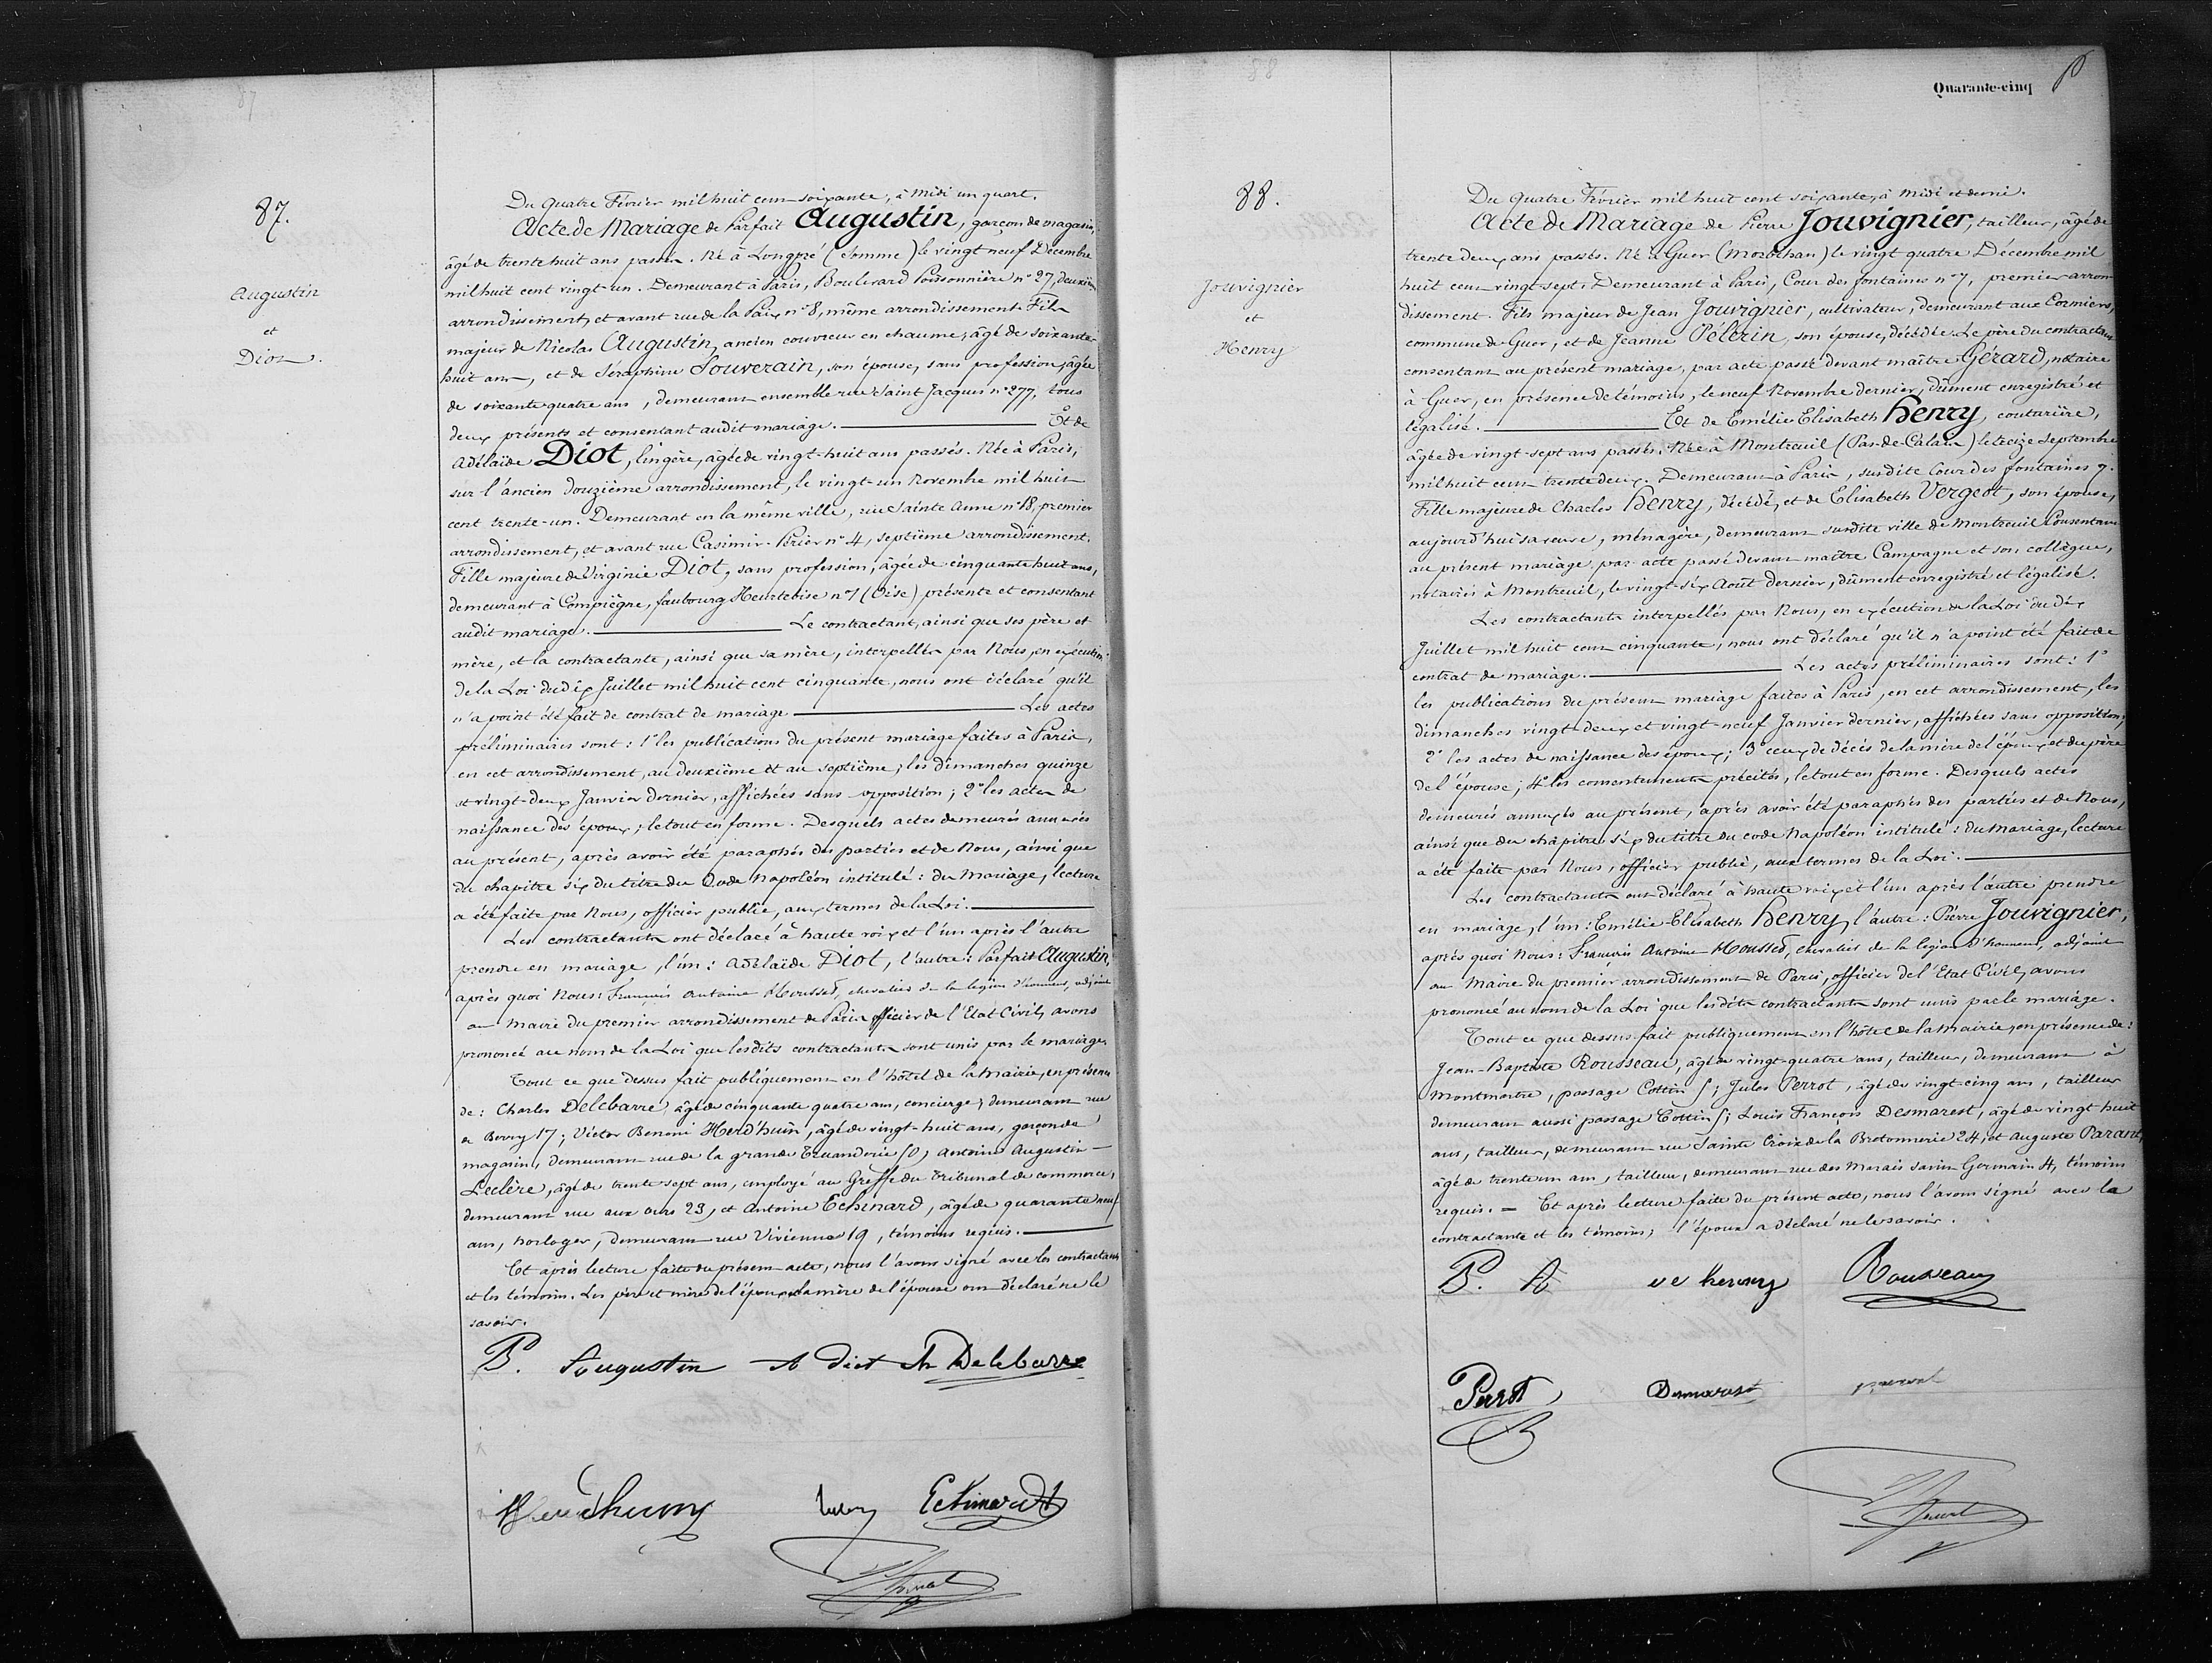 87.
Augustin
et
Diot.
Du quatre Février mil huit cent soixante, à midi un quart.
Acte de Mariage de Parfait Augustin, garçon de magasin,
âgé de trente huit ans passés. Né à Longpré (Somme) le vingt neuf Décembre
mil huit cent vingt-un. Demeurant à Paris, Boulevard Poissonnière n° 27, deuxième
arrondissement, et avant rue de la Paix n° 8, même arrondissement. Fils
majeur de Nicolas Augustin, ancien couvreur en chaume, âgé de soixante
huit ans, et de Séraphine Souverain, son épouse, sans profession, âgée
de soixante quatre ans, demeurant ensemble rue Saint Jacques n° 277, tous
deux présents et consentant audit mariage. Et de
Adélaïde Diot, lingère, âgée de vingt-huit ans passés. Née à Paris,
sur l'ancien douzième arrondissement, le vingt-un Novembre mil huit
cent trente-un. Demeurant en la même ville, rue Sainte Anne n° 18, premier
arrondissement, et avant rue Casimir-Périer n° 4, septième arrondissement.
Fille majeure de Virginie Diot, sans profession, âgée de cinquante huit ans,
demeurant à Compiègne, faubourg Heurtebise n° 7 (Oise) présente et consentant
audit mariage. Le contractant, ainsi que ses père et
mère, et la contractante, ainsi que sa mère, interpellés par Nous, en exécution
de la Loi du dix Juillet mil huit cent cinquante, nous ont déclaré qu'il
n'a point été fait de contrat de mariage Les actes
préliminaires sont : 1° les publications du présent mariage faites à Paris,
en cet arrondissement, au deuxième et au septième, les dimanches quinze
et vingt-deux Janvier dernier, affichées sans opposition ; 2° les actes de
naissance des époux ; le tout en forme. Desquels actes demeurés annexés
au présent, après avoir été paraphés des parties et de Nous, ainsi que
du chapitre six du titre du Code Napoléon intitulé : du Mariage, lecture
a été faite par Nous, officier public, aux termes de la Loi.
Les contractants ont déclaré à haute voix et l'un après l'autre
prendre en mariage, l'un : Adélaïde Diot, l'autre : Parfait Augustin,
après quoi Nous : François Antoine Moussed, chevalier de la légion d'honneur, adjoint
au Maire du premier arrondissement de Paris officier de l'Etat Civil, avons
prononcé au nom de la Loi que lesdits contractants sont unis par le mariage.
Tout ce que dessus fait publiquement en l'hôtel de la Mairie, en présence
de : Charles Delebarre, âgé de cinquante quatre ans, concierge, demeurant rue
de Bercy 17 ; Victor Benoni Herd'huin, âgé de vingt-huit ans, garçon de
magasin, demeurant rue de la grande Truanderie 50, Antoine Augustin
Leclère, âgé de trente sept ans, employé au Greffe du Tribunal de commerce,
demeurant rue aux ours 23, et Antoine Echinard, âgé de quarante neuf
ans, horloger, demeurant rue Vivienne 19, témoins requis.
Et après lecture faite du présent acte, nous l'avons signé avec les contractants
et les témoins. Les père et mère de l'époux et la mère de l'épouse ont déclaré ne le
savoir.
P. Augustin A diot Ch Delebarre
Herdhuin Echinard
88.
Quarante-cinq
Jouvignier
et
Henry
Du quatre Février mil huit cent soixante, à midi et demi.
Acte de Mariage de Pierre Jouvignier, tailleur, âgé de
trente deux ans passés. Né à Guer (Morbihan) le vingt quatre Décembre mil
huit cent vingt-sept. Demeurant à Paris, Cour des fontaines n° 7, premier arron-
dissement. Fils majeur de Jean Jouvignier, cultivateur, demeurant aux Cormiers,
commune de Guer, et de Jeanne Pélerin, son épouse, décédée. Le père du contractant
consentant au présent mariage, par acte passé devant maître Gérard, notaire
à Guer, en présence de témoins, le neuf Novembre dernier, dûment enregistré et
légalisé. Et de Emélie Elisabeth Henry, couturière,
âgée de vingt-sept ans passés. Née à Montreuil (Pas-de-Calais) le treize Septembre
mil huit cent trente deux. Demeurant à Paris, susdite Cour des fontaines 7.
Fille majeure de Charles Henry, décédé, et de Elisabeth Vergeot, son épouse,
aujourd'hui sa veuve, ménagère, demeurant susdite ville de Montreuil Consentant
au présent mariage par acte passé devant maître Campagne et son collègue,
notaires à Montreuil, le vingt-six Août dernier, dûment enregistré et légalisé.
Les contractants interpellés par Nous, en exécution de la Loi du dix
Juillet mil huit cent cinquante, nous ont déclaré qu'il n'a point été fait de
contrat de mariage. Les actes préliminaires sont : 1°
les publications du présent mariage faites à Paris, en cet arrondissement, les
dimanches vingt-deux et vingt-neuf Janvier dernier, affichées sans opposition ;
2° les actes de naissance des époux ; 3° ceux de décès de la mère de l'époux et du père
de l'épouse ; 4° les consentements précités, le tout en forme. Desquels actes
demeurés annexés au présent, après avoir été paraphés des parties et de Nous,
ainsi que du chapitre six du titre du code Napoléon intitulé : du Mariage, lecture
a été faite par Nous, officier public, aux termes de la Loi.
Les contractants ont déclaré à haute voix et l'un après l'autre prendre
en mariage, l'un : Emélie Elisabeth Henry, l'autre : Pierre Jouvignier,
après quoi Nous : François Antoine Moussed, chevalier de la légion d'honneur, adjoint
au Maire du premier arrondissement de Paris, officier de l'Etat Civil, avons
prononcé au nom de la Loi que lesdits contractants sont unis par le mariage.
Tout ce que dessus fait publiquement en l'hôtel de la Mairie, en présence de :
Jean-Baptiste Rousseau, âgé de vingt-quatre ans, tailleur, demeurant à
Montmartre, passage Cottin 5 ; Jules Perrot, âgé de vingt-cinq ans, tailleur
demeurant aussi passage Cottin 5 ; Louis François Desmarest, âgé de vingt huit
ans, tailleur, demeurant rue Sainte Croix de la Bretonnerie 24, et Auguste Parant,
âgé de trente un ans, tailleur, demeurant rue des Marais Saint Germain 4, témoins
requis. = Et après lecture faite du présent acte, nous l'avons signé avec la
contractante et les témoins ; l'époux a déclaré ne le savoir.
P. A ee henry Rousseau
Perot Demarest